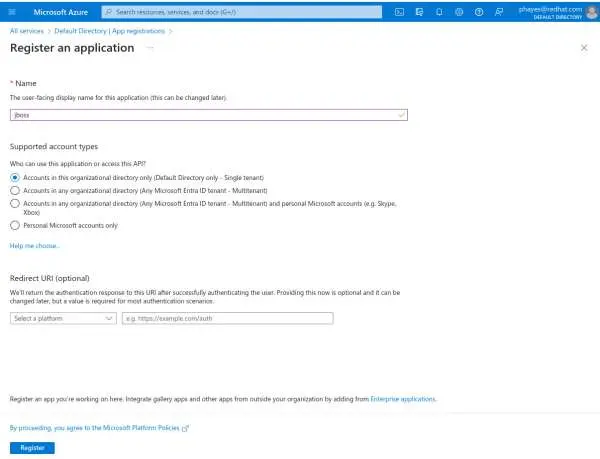 Microsoft Azure
Search resources, services, and docs (G+/)
phayes@redhat.com
DEFAULT DIRECTORY
All services > Default Directory | App registrations >
Register an application ...
* Name
The user-facing display name for this application (this can be changed later).
jboss
Supported account types
Who can use this application or access this API?
Accounts in this organizational directory only (Default Directory only - Single tenant)
Accounts in any organizational directory (Any Microsoft Entra ID tenant - Multitenant)
Accounts in any organizational directory (Any Microsoft Entra ID tenant - Multitenant) and personal Microsoft accounts (e.g. Skype,
Xbox)
Personal Microsoft accounts only
Help me choose...
Redirect URI (optional)
We'll return the authentication response to this URI after successfully authenticating the user. Providing this now is optional and it can be
changed later, but a value is required for most authentication scenarios.
Select a platform
e.g. https://example.com/auth
Register an app you're working on here. Integrate gallery apps and other apps from outside your organization by adding from Enterprise applications.
By proceeding, you agree to the Microsoft Platform Policies
Register